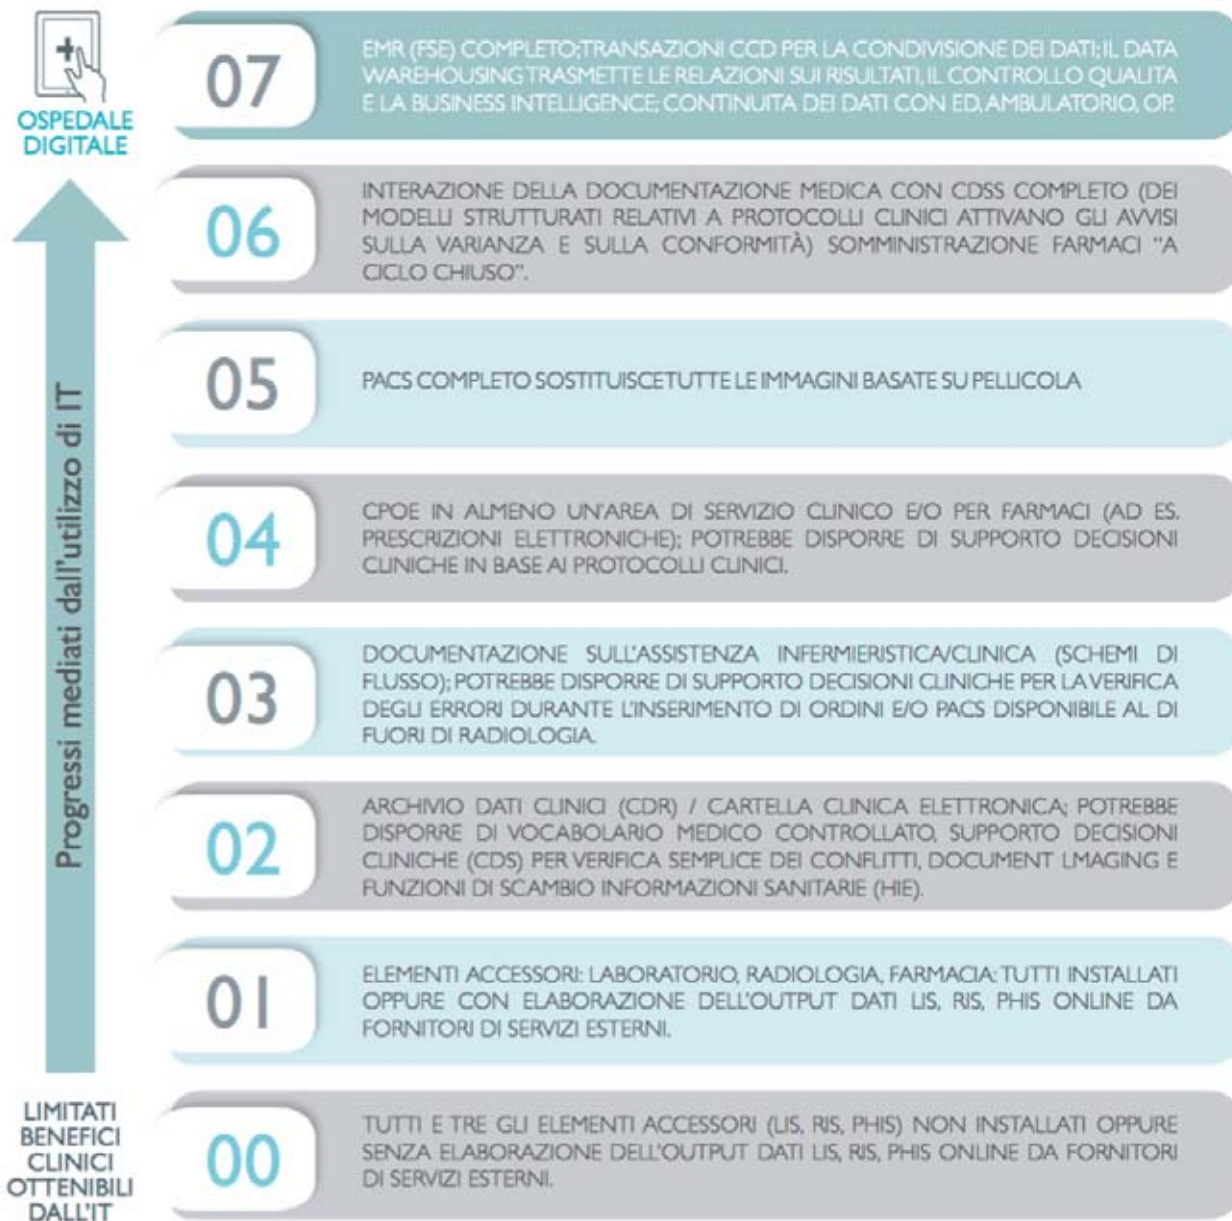 OSPEDALE
DIGITALE
07
EMR (FSE) COMPLETO; TRANSAZIONI CCD PER LA CONDIVISIONE DEI DATI; IL DATA
WAREHOUSING TRASMETTE LE RELAZIONI SUI RISULTATI, IL CONTROLLO QUALITA
E LA BUSINESS INTELLIGENCE; CONTINUITA DEI DATI CON ED, AMBULATORIO, OP.
06
INTERAZIONE DELLA DOCUMENTAZIONE MEDICA CON CDSS COMPLETO (DEI
MODELLI STRUTTURATI RELATIVI A PROTOCOLLI CLINICI ATTIVANO GLI AVVISI
SULLA VARIANZA E SULLA CONFORMITÀ) SOMMINISTRAZIONE FARMACI "A
CICLO CHIUSO".
05
PACS COMPLETO SOSTITUISCE TUTTE LE IMMAGINI BASATE SU PELLICOLA
04
CPOE IN ALMENO UN'AREA DI SERVIZIO CLINICO E/O PER FARMACI (AD ES.
PRESCRIZIONI ELETTRONICHE); POTREBBE DISPORRE DI SUPPORTO DECISIONI
CLINICHE IN BASE AI PROTOCOLLI CLINICI.
03
DOCUMENTAZIONE SULL'ASSISTENZA INFERMIERISTICA/CLINICA (SCHEMI DI
FLUSSO); POTREBBE DISPORRE DI SUPPORTO DECISIONI CLINICHE PER LA VERIFICA
DEGLI ERRORI DURANTE L'INSERIMENTO DI ORDINI E/O PACS DISPONIBILE AL DI
FUORI DI RADIOLOGIA.
02
ARCHIVIO DATI CLINICI (CDR) / CARTELLA CLINICA ELETTRONICA; POTREBBE
DISPORRE DI VOCABOLARIO MEDICO CONTROLLATO, SUPPORTO DECISIONI
CLINICHE (CDS) PER VERIFICA SEMPLICE DEI CONFLITTI, DOCUMENT LMAGING E
FUNZIONI DI SCAMBIO INFORMAZIONI SANITARIE (HIE).
01
ELEMENTI ACCESSORI: LABORATORIO, RADIOLOGIA, FARMACIA: TUTTI INSTALLATI
OPPURE CON ELABORAZIONE DELL'OUTPUT DATI LIS, RIS, PHIS ONLINE DA
FORNITORI DI SERVIZI ESTERNI.
00
TUTTI E TRE GLI ELEMENTI ACCESSORI (LIS, RIS, PHIS) NON INSTALLATI OPPURE
SENZA ELABORAZIONE DELL'OUTPUT DATI LIS, RIS, PHIS ONLINE DA FORNITORI
DI SERVIZI ESTERNI.
Progressi mediati dall'utilizzo di IT
LIMITATI
BENEFICI
CLINICI
OTTENIBILI
DALL'IT